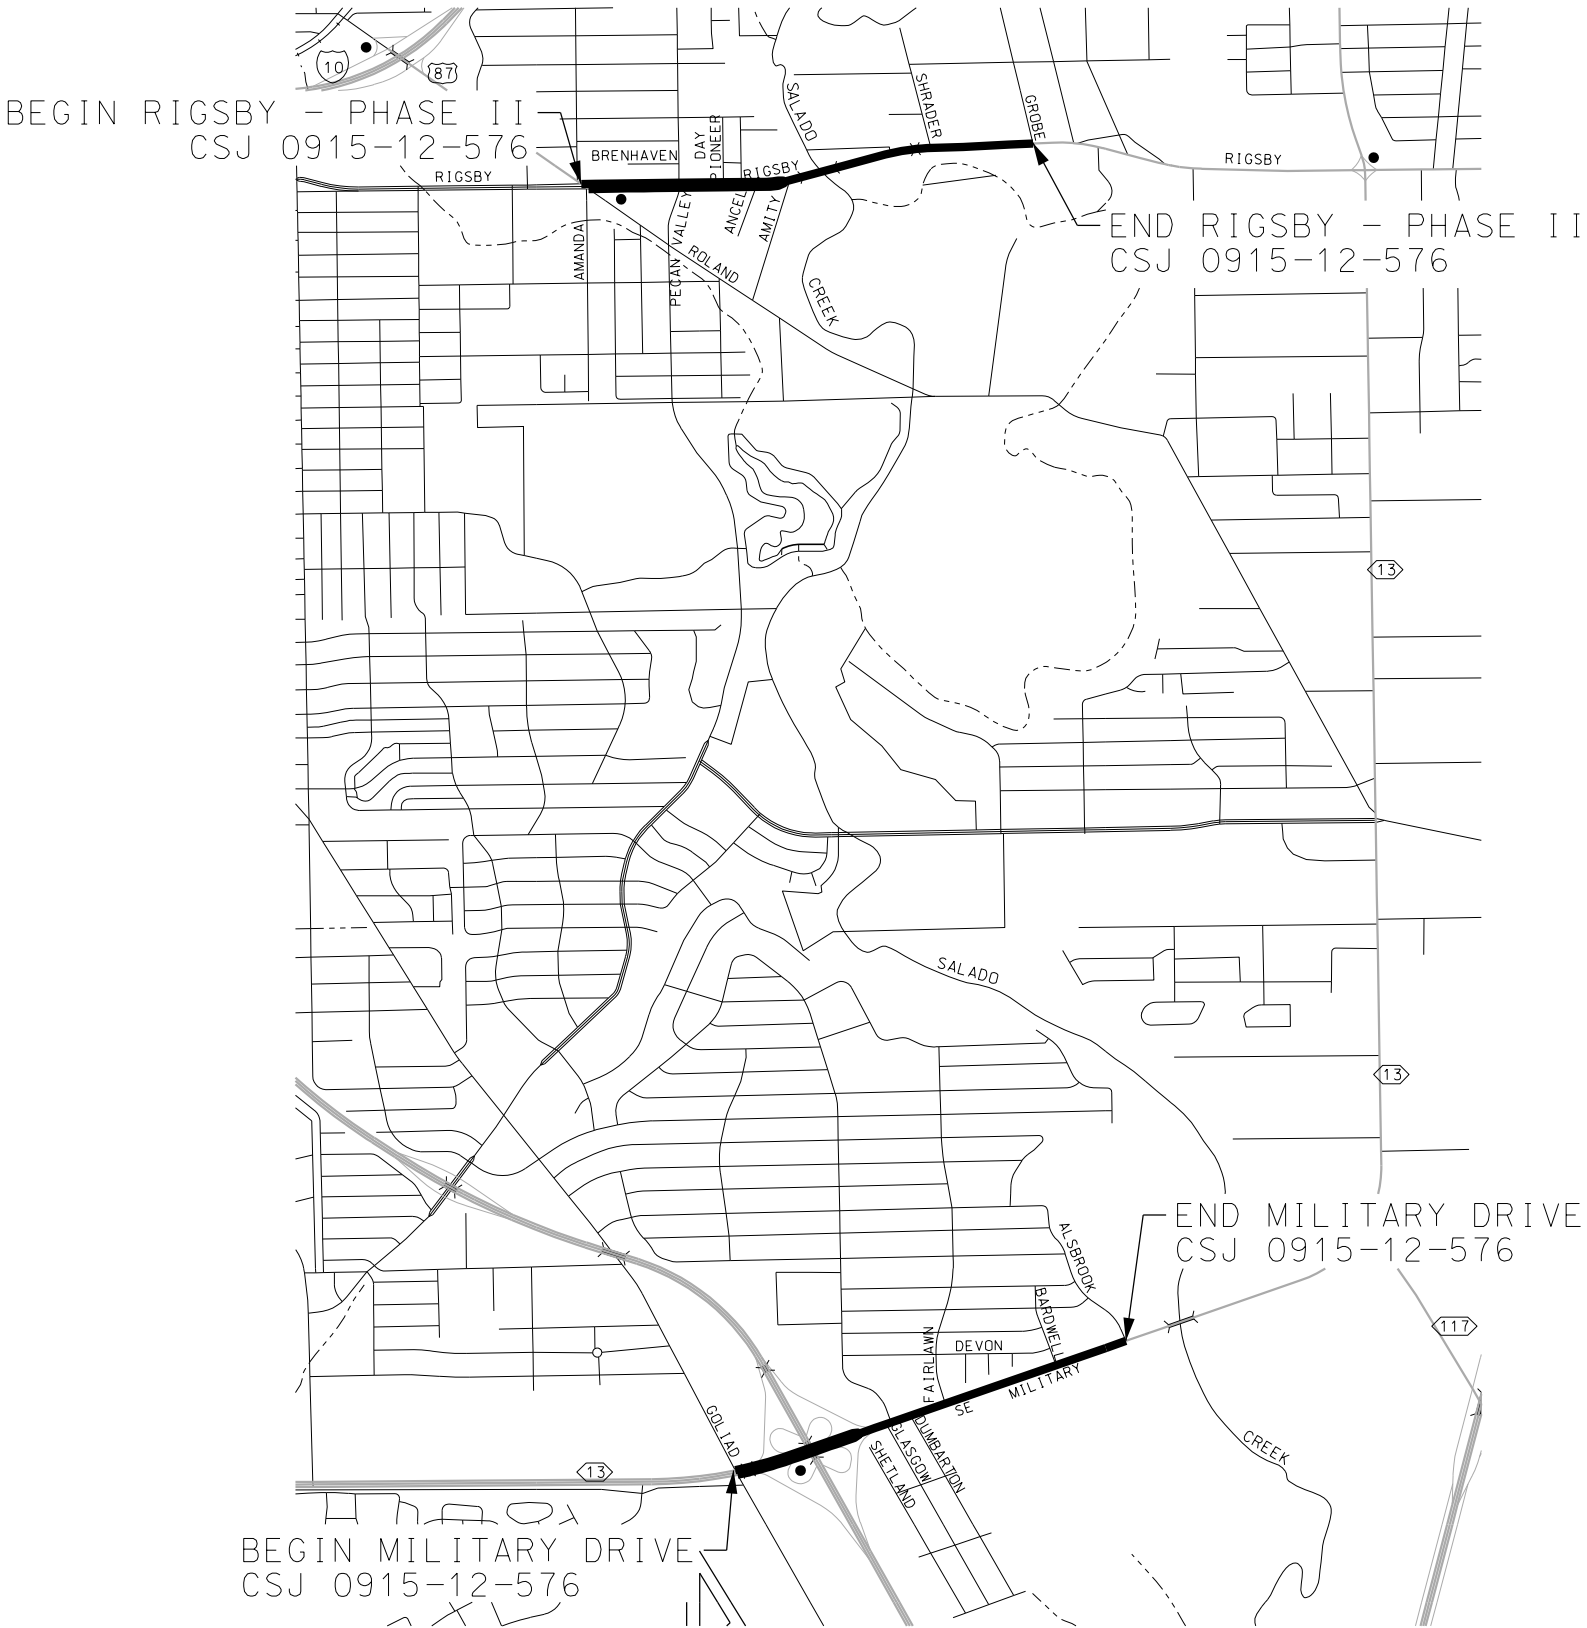 10
87
BEGIN RIGSBY - PHASE II
CSJ 0915-12-576
SALADO
SHRADER
GROBE
BRENHAVEN
DAY
PIONEER
RIGSBY
RIGSBY
RIGSBY
AMANDA
PECAN VALLEY
ANCEL
AMITY
ROLAND
CREEK
END RIGSBY - PHASE II
CSJ 0915-12-576
13
SALADO
13
END MILITARY DRIVE
CSJ 0915-12-576
ALSBROOK
BARDWELL
117
DEVON
FAIRLAWN
SE MILITARY
GOLIAD
DUMBARTON
GLASGOW
SHETLAND
CREEK
13
BEGIN MILITARY DRIVE
CSJ 0915-12-576